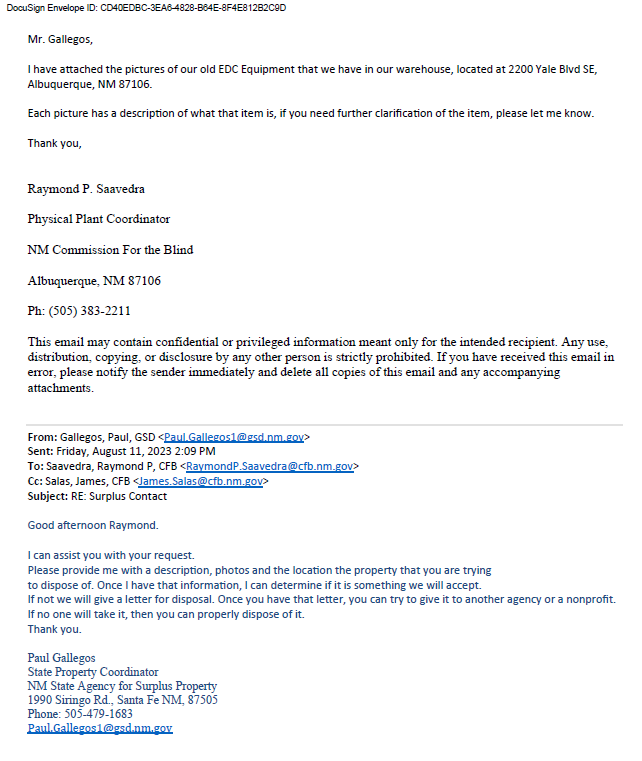 DocuSign Envelope ID: CD40EDBC-3EA6-4828-B64E-8F4E812B2C9D
Mr. Gallegos,
I have attached the pictures of our old EDC Equipment that we have in our warehouse, located at 2200 Yale Blvd SE,
Albuquerque, NM 87106.
Each picture has a description of what that item is, if you need further clarification of the item, please let me know.
Thank you,
Raymond P. Saavedra
Physical Plant Coordinator
NM Commission For the Blind
Albuquerque, NM 87106
Ph: (505) 383-2211
This email may contain confidential or privileged information meant only for the intended recipient. Any use,
distribution, copying, or disclosure by any other person is strictly prohibited. If you have received this email in
error, please notify the sender immediately and delete all copies of this email and any accompanying
attachments.
From: Gallegos, Paul, GSD <Paul.Gallegos1@gsd.nm.gov>
Sent: Friday, August 11, 2023 2:09 PM
To: Saavedra, Raymond P, CFB <RaymondP.Saavedra@cfb.nm.gov>
Cc: Salas, James, CFB <James.Salas@cfb.nm.gov>
Subject: RE: Surplus Contact
Good afternoon Raymond.
I can assist you with your request.
Please provide me with a description, photos and the location the property that you are trying
to dispose of. Once I have that information, I can determine if it is something we will accept.
If not we will give a letter for disposal. Once you have that letter, you can try to give it to another agency or a nonprofit.
If no one will take it, then you can properly dispose of it.
Thank you.
Paul Gallegos
State Property Coordinator
NM State Agency for Surplus Property
1990 Siringo Rd., Santa Fe NM, 87505
Phone: 505-479-1683
Paul.Gallegos1@gsd.nm.gov